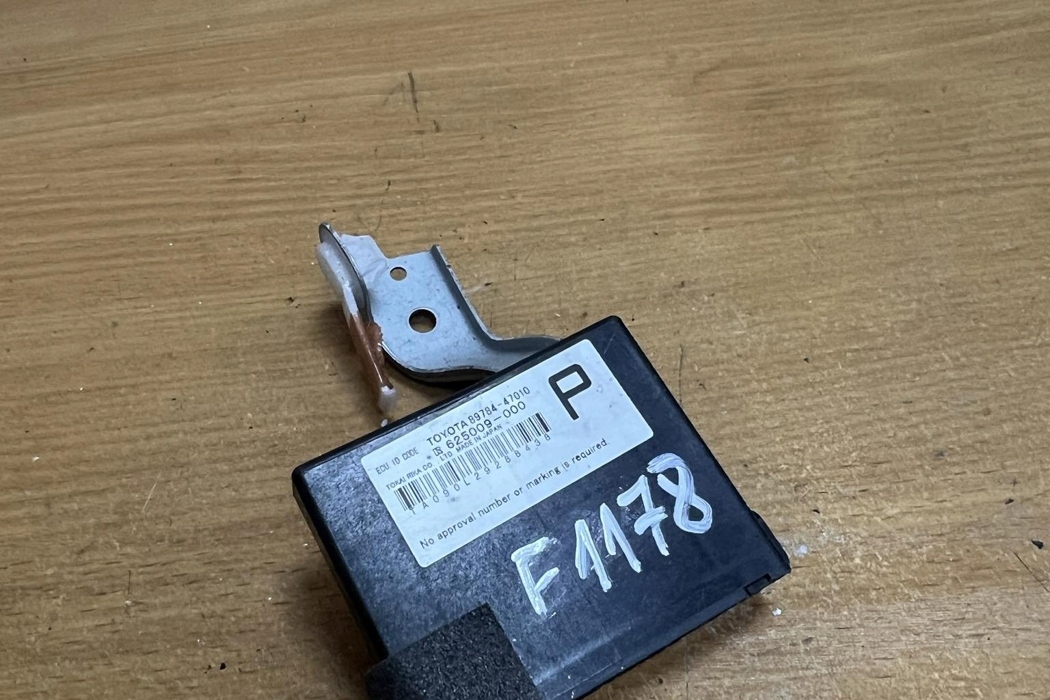 ECU ID CODE
TOYOTA 89784-47010
625009-000
P
TOKAI RIKA CO., LTD. MADE IN JAPAN
A090L29288438
No approval number or marking is required.
F1178